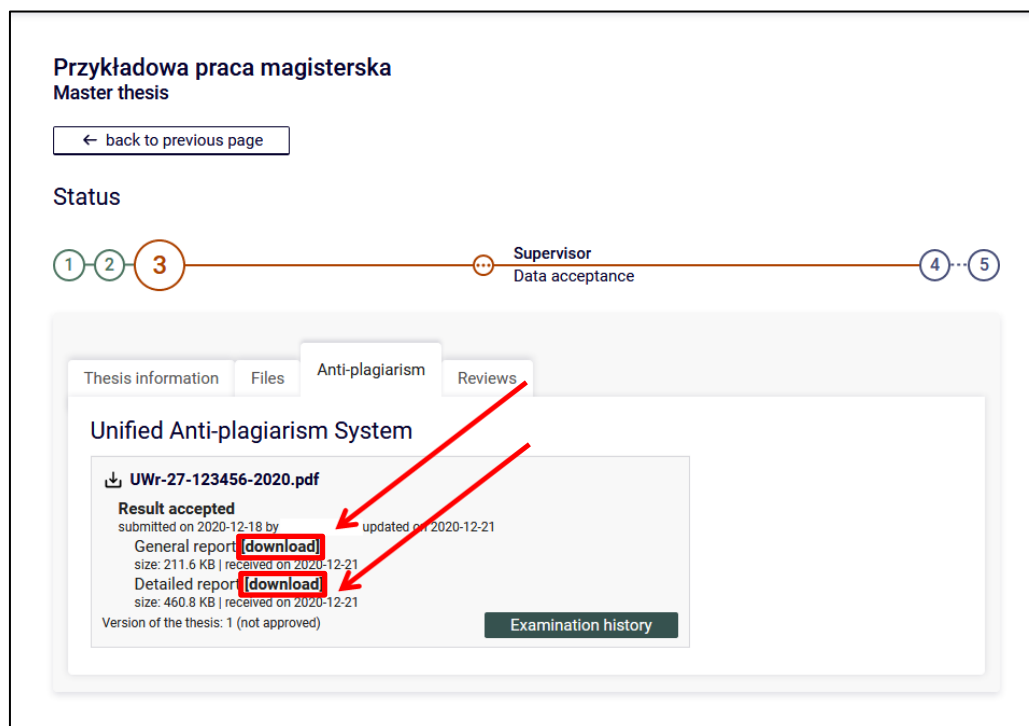 Przykładowa praca magisterska
Master thesis
← back to previous page
Status
1 2 3 Supervisor 4 5
Data acceptance
Thesis information Files Anti-plagiarism Reviews
Unified Anti-plagiarism System
UWr-27-123456-2020.pdf
Result accepted
submitted on 2020-12-18 by updated on 2020-12-21
General report [download]
size: 211.6 KB | received on 2020-12-21
Detailed report [download]
size: 460.8 KB | received on 2020-12-21
Version of the thesis: 1 (not approved)
Examination history